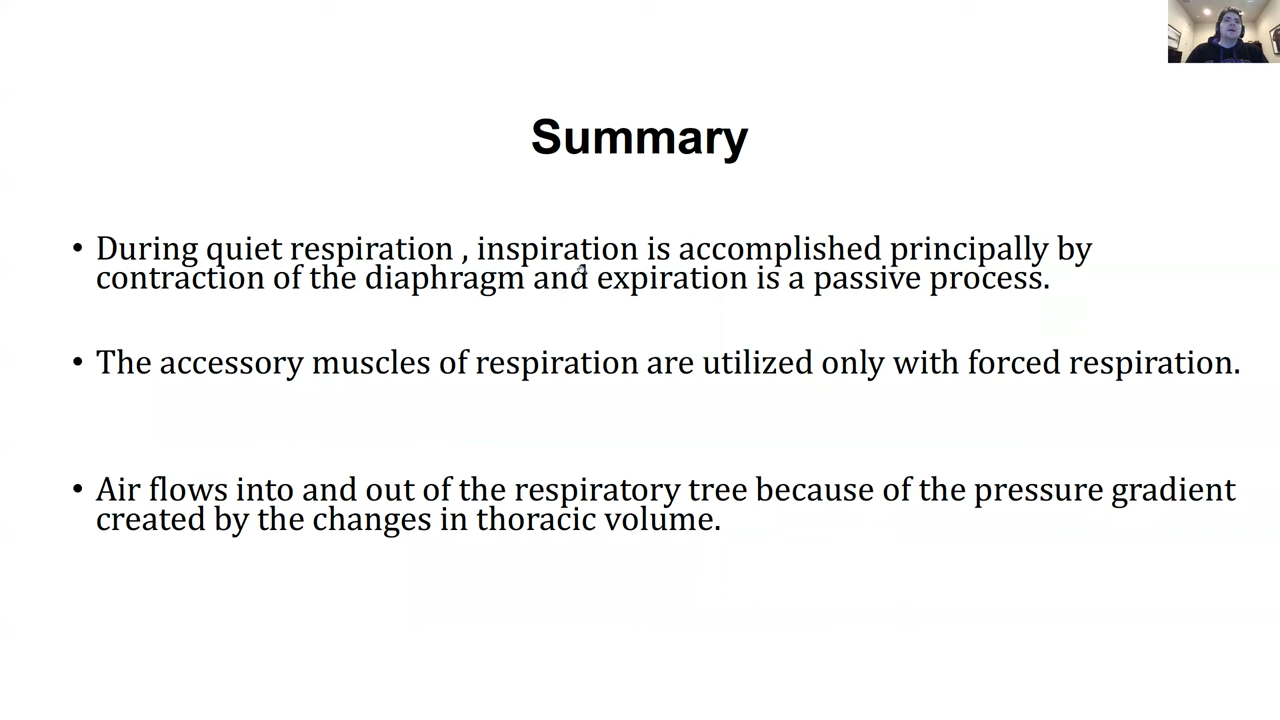 Summary
• During quiet respiration , inspiration is accomplished principally by
contraction of the diaphragm and expiration is a passive process.
• The accessory muscles of respiration are utilized only with forced respiration.
• Air flows into and out of the respiratory tree because of the pressure gradient
created by the changes in thoracic volume.